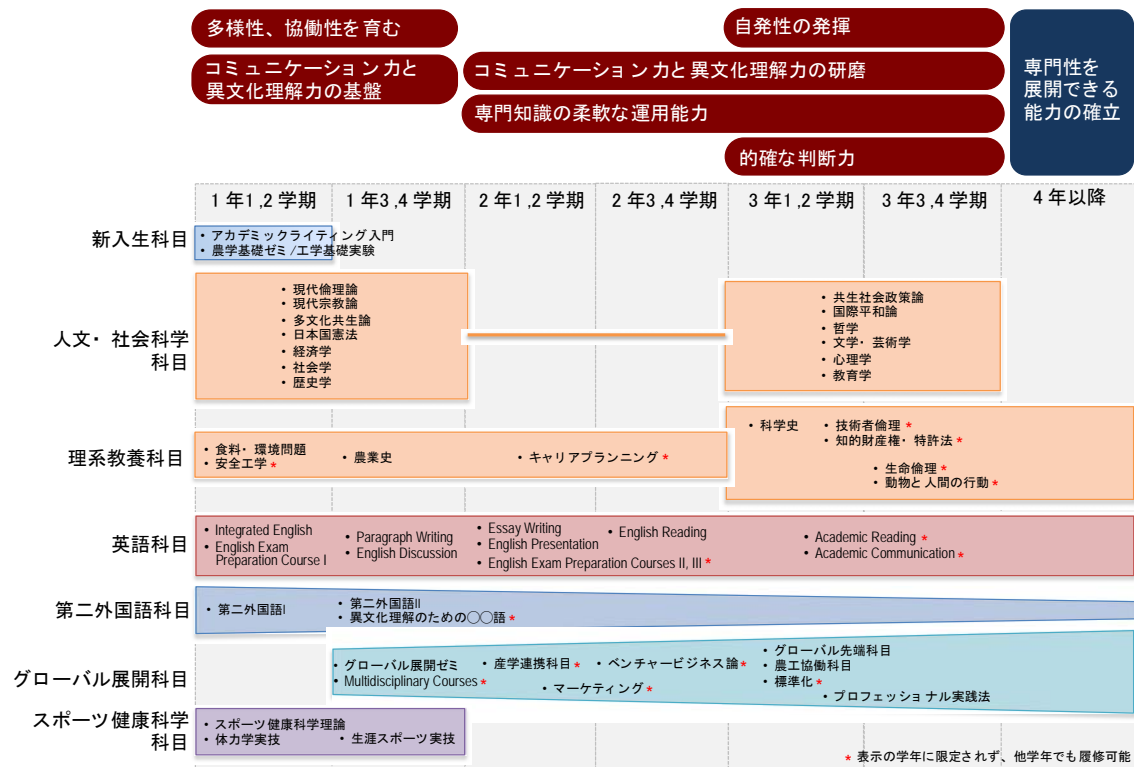 多様性、協働性を育む
自発性の発揮
コミュニケーション力と
異文化理解力の基盤
コミュニケーション力と異文化理解力の研磨
専門知識の柔軟な運用能力
的確な判断力
専門性を
展開できる
能力の確立
1年1,2学期
1年3,4学期
2年1,2学期
2年3,4学期
3年1,2学期
3年3,4学期
4年以降
新入生科目
• アカデミックライティング入門
• 農学基礎ゼミ/工学基礎実験
人文・社会科学
科目
• 現代倫理論
• 現代宗教論
• 多文化共生論
• 日本国憲法
• 経済学
• 社会学
• 歴史学
• 共生社会政策論
• 国際平和論
• 哲学
• 文学・芸術学
• 心理学
• 教育学
理系教養科目
• 食料・環境問題
• 安全工学*
• 農業史
• キャリアプランニング*
• 科学史
• 技術者倫理*
• 知的財産権・特許法*
• 生命倫理*
• 動物と人間の行動*
英語科目
• Integrated English
• English Exam
Preparation Course I
• Paragraph Writing
• English Discussion
• Essay Writing
• English Presentation
• English Exam Preparation Courses II, III*
• English Reading
• Academic Reading*
• Academic Communication*
第二外国語科目
• 第二外国語I
• 第二外国語II
• 異文化理解のための○○語*
グローバル展開科目
• グローバル展開ゼミ
• Multidisciplinary Courses*
• 産学連携科目*
• マーケティング*
• ベンチャービジネス論*
• グローバル先端科目
• 農工協働科目
• 標準化*
• プロフェッショナル実践法
スポーツ健康科学
科目
• スポーツ健康科学理論
• 体力学実技
• 生涯スポーツ実技
* 表示の学年に限定されず、他学年でも履修可能